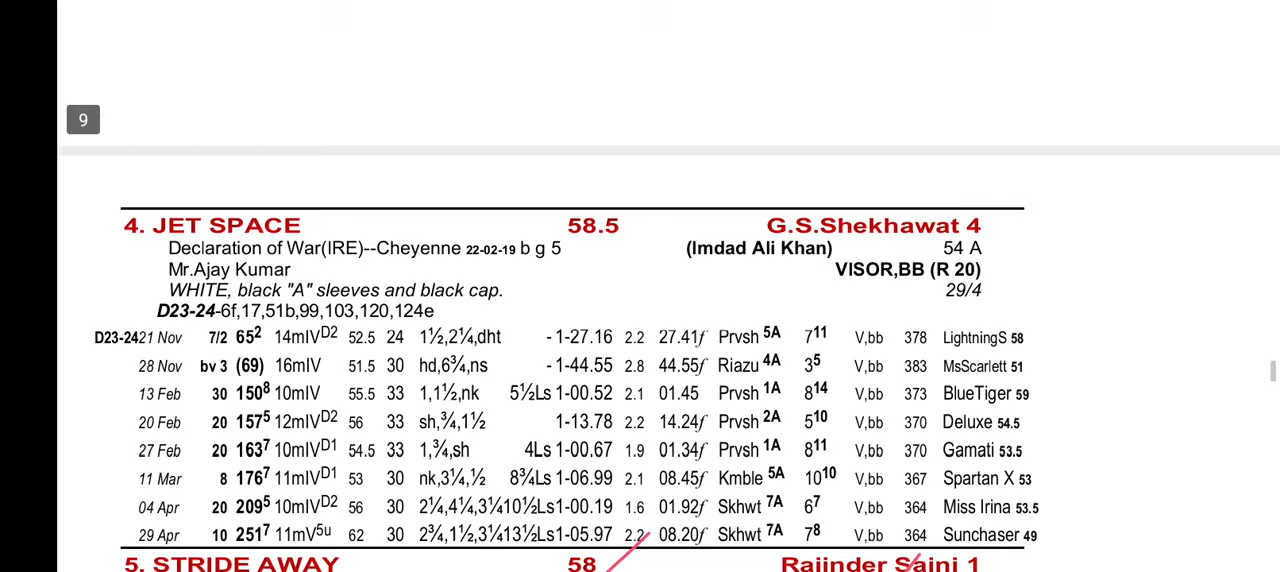 9
4. JET SPACE 58.5 G.S.Shekhawat 4
Declaration of War(IRE)--Cheyenne 22-02-19 b g 5 (Imdad Ali Khan) 54 A
Mr.Ajay Kumar VISOR,BB (R 20)
WHITE, black "A" sleeves and black cap. 29/4
D23-24-6f,17,51b,99,103,120,124e
D23-2421 Nov 7/2 65² 14mIVD2 52.5 24 1½,2¼,dht - 1-27.16 2.2 27.41f Prvsh 5A 7¹¹ V,bb 378 LightningS 58
28 Nov bv 3 (69) 16mIV 51.5 30 hd,6¾,ns - 1-44.55 2.8 44.55f Riazu 4A 3⁵ V,bb 383 MsScarlett 51
13 Feb 30 150⁸ 10mIV 55.5 33 1,1½,nk 5½Ls 1-00.52 2.1 01.45 Prvsh 1A 8¹⁴ V,bb 373 BlueTiger 59
20 Feb 20 157⁵ 12mIVD2 56 33 sh,¾,1½ 1-13.78 2.2 14.24f Prvsh 2A 5¹⁰ V,bb 370 Deluxe 54.5
27 Feb 20 163⁷ 10mIVD1 54.5 33 1,¾,sh 4Ls 1-00.67 1.9 01.34f Prvsh 1A 8¹¹ V,bb 370 Gamati 53.5
11 Mar 8 176⁷ 11mIVD1 53 30 nk,3¼,½ 8¾Ls 1-06.99 2.1 08.45f Kmble 5A 10¹⁰ V,bb 367 Spartan X 53
04 Apr 20 209⁵ 10mIVD2 56 30 2¼,4¼,3¼10½Ls1-00.19 1.6 01.92f Skhwt 7A 6⁷ V,bb 364 Miss Irina 53.5
29 Apr 10 251⁷ 11mV5u 62 30 2¾,1½,3¼13½Ls1-05.97 2.2 08.20f Skhwt 7A 7⁸ V,bb 364 Sunchaser 49
5. STRIDE AWAY 58 Rajinder Saini 1